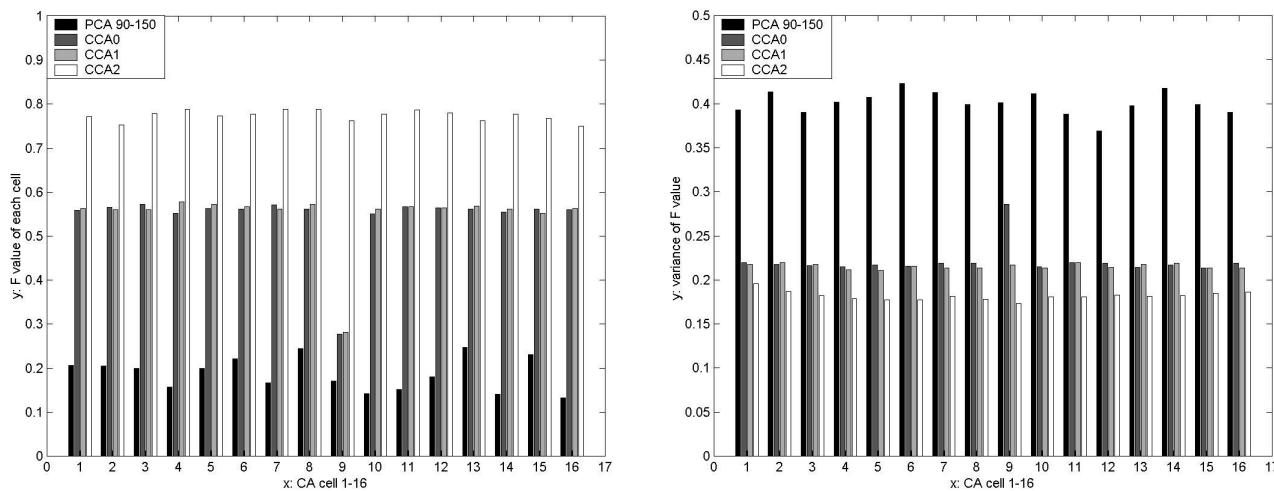 1
0.9
0.8
0.7
0.6
0.5
0.4
0.3
0.2
0.1
0
y: F value of each cell
PCA 90-150
CCA0
CCA1
CCA2
0 1 2 3 4 5 6 7 8 9 10 11 12 13 14 15 16 17
x: CA cell 1-16
0.5
0.45
0.4
0.35
0.3
0.25
0.2
0.15
0.1
0.05
0
y: variance of F value
PCA 90-150
CCA0
CCA1
CCA2
0 1 2 3 4 5 6 7 8 9 10 11 12 13 14 15 16 17
x: CA cell 1-16